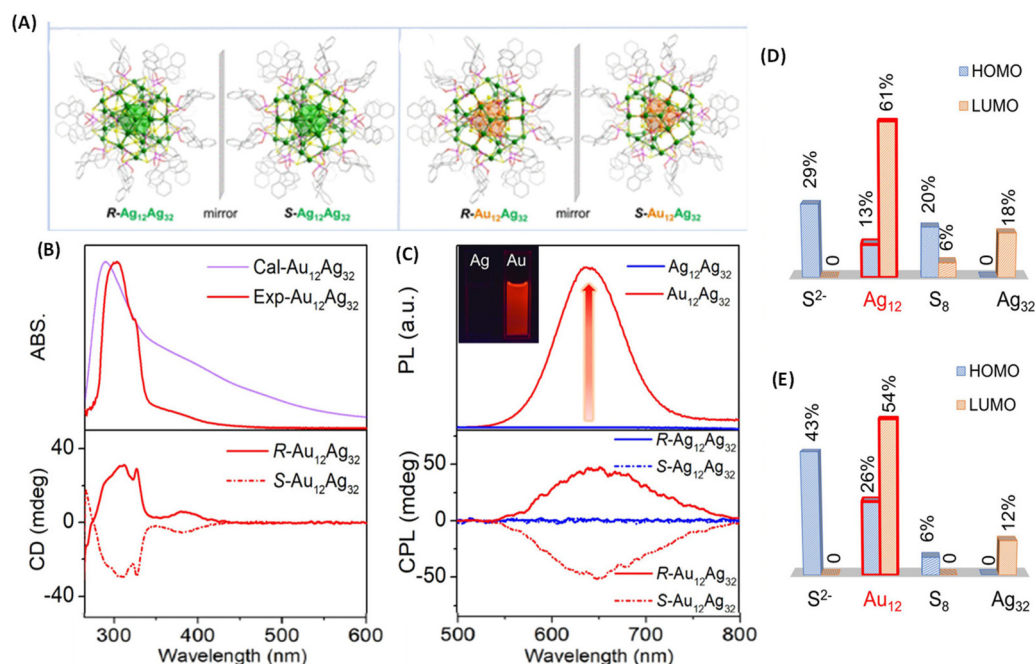 (A)
R-Ag₁₂Ag₃₂ mirror S-Ag₁₂Ag₃₂ R-Au₁₂Ag₃₂ mirror S-Au₁₂Ag₃₂
(B)
Cal-Au₁₂Ag₃₂
Exp-Au₁₂Ag₃₂
ABS.
R-Au₁₂Ag₃₂
S-Au₁₂Ag₃₂
CD (mdeg)
40
0
-40
300 400 500 600
Wavelength (nm)
(C)
Ag Au
Ag₁₂Ag₃₂
Au₁₂Ag₃₂
PL (a.u.)
R-Ag₁₂Ag₃₂
S-Ag₁₂Ag₃₂
CPL (mdeg)
50
0
-50
R-Au₁₂Ag₃₂
S-Au₁₂Ag₃₂
500 600 700 800
Wavelength (nm)
(D)
HOMO
LUMO
29% 0 13% 61% 20% 6% 18%
S²⁻ Ag₁₂ S₈ Ag₃₂
(E)
HOMO
LUMO
43% 0 26% 54% 6% 0 0 12%
S²⁻ Au₁₂ S₈ Ag₃₂